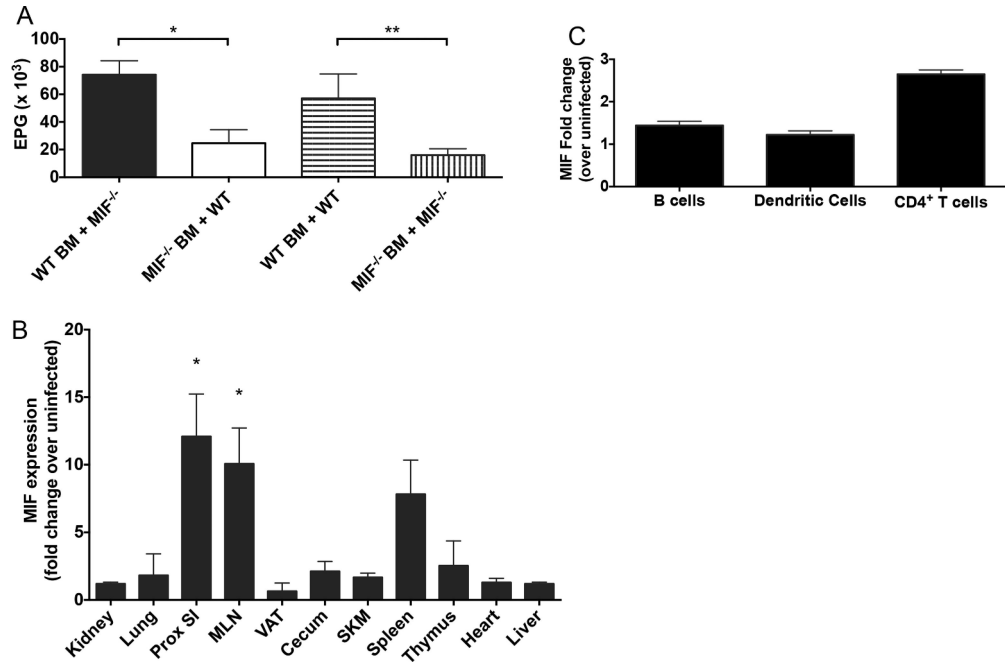 A
*
**
100
80
60
40
20
0
EPG (x 10³)
WT BM + MIF⁻/⁻
MIF⁻/⁻ BM + WT
WT BM + WT
MIF⁻/⁻ BM + MIF⁻/⁻
C
3
2
1
0
MIF Fold change
(over uninfected)
B cells
Dendritic Cells
CD4⁺ T cells
B
20
15
10
5
0
MIF expression
(fold change over uninfected)
*
*
Kidney
Lung
Prox SI
MLN
VAT
Cecum
SKM
Spleen
Thymus
Heart
Liver